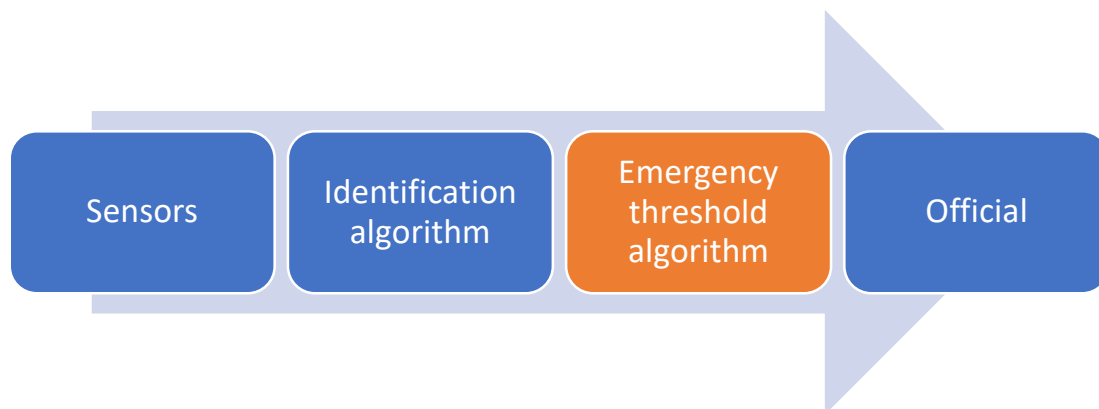 Sensors
Identification
algorithm
Emergency
threshold
algorithm
Official